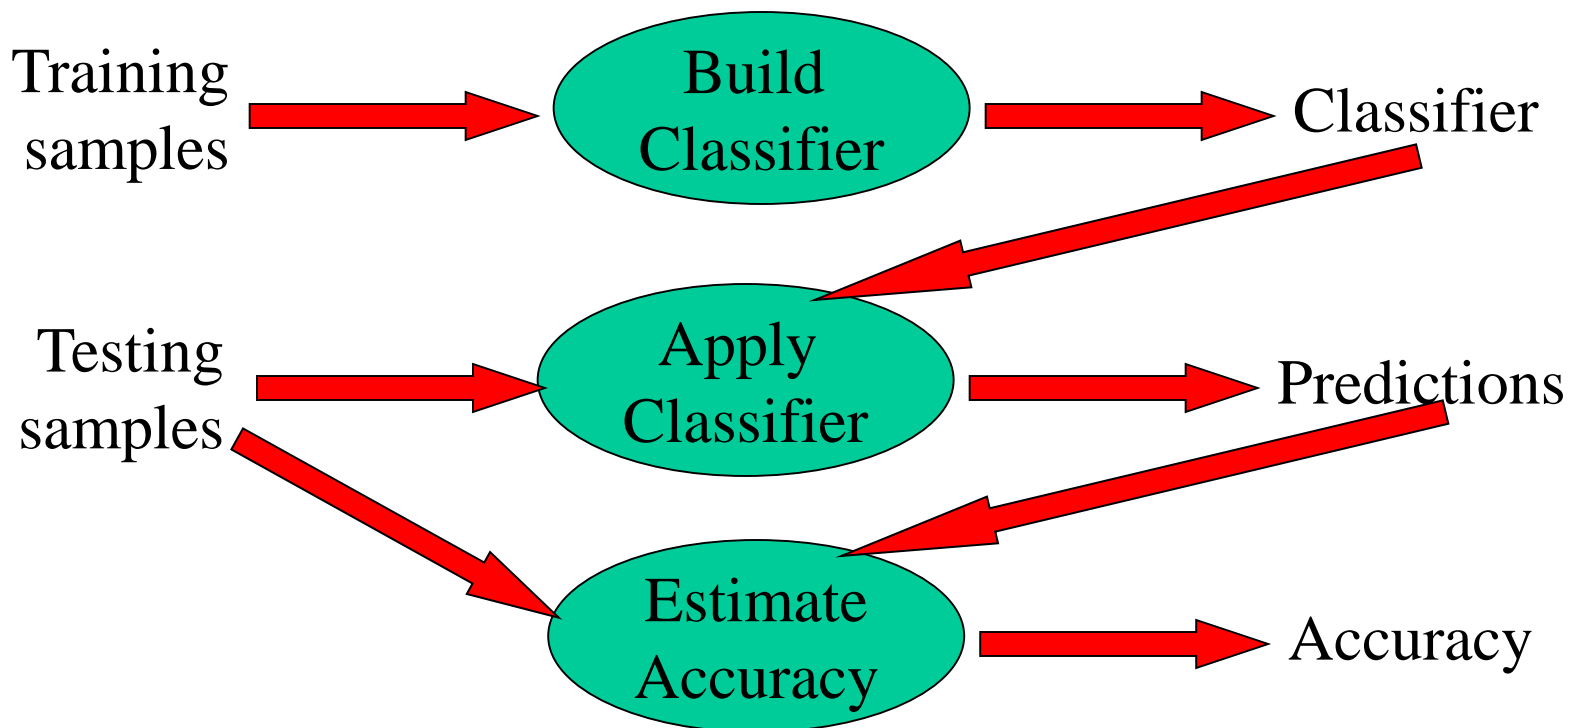 Training
samples
Build
Classifier
Classifier
Testing
samples
Apply
Classifier
Predictions
Estimate
Accuracy
Accuracy